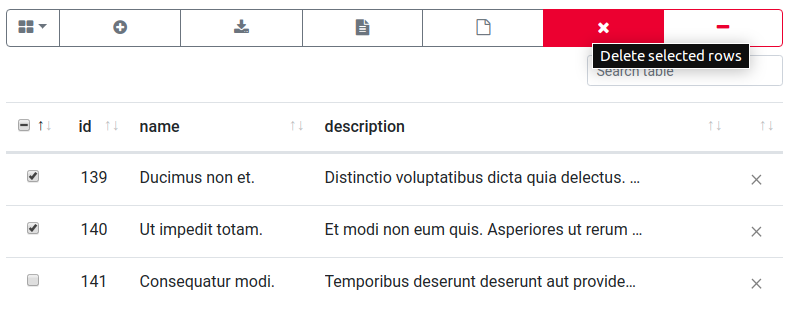 Delete selected rows
Search table
id name description
139 Ducimus non et. Distinctio voluptatibus dicta quia delectus. ...
140 Ut impedit totam. Et modi non eum quis. Asperiores ut rerum ...
141 Consequatur modi. Temporibus deserunt deserunt aut provide...